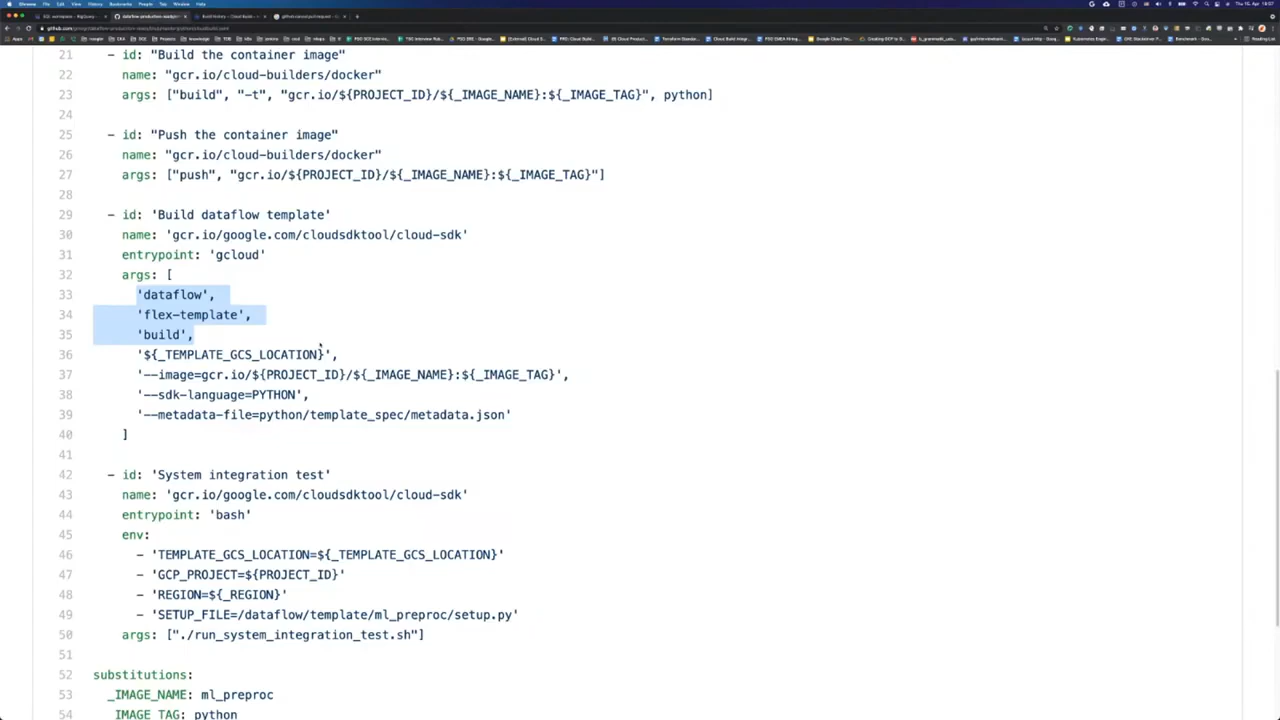 21 - id: "Build the container image"
22 name: "gcr.io/cloud-builders/docker"
23 args: ["build", "-t", "gcr.io/${PROJECT_ID}/${_IMAGE_NAME}:${_IMAGE_TAG}", python]
24
25 - id: "Push the container image"
26 name: "gcr.io/cloud-builders/docker"
27 args: ["push", "gcr.io/${PROJECT_ID}/${_IMAGE_NAME}:${_IMAGE_TAG}"]
28
29 - id: 'Build dataflow template'
30 name: 'gcr.io/google.com/cloudsdktool/cloud-sdk'
31 entrypoint: 'gcloud'
32 args: [
33 'dataflow',
34 'flex-template',
35 'build',
36 '${_TEMPLATE_GCS_LOCATION}',
37 '--image=gcr.io/${PROJECT_ID}/${_IMAGE_NAME}:${_IMAGE_TAG}',
38 '--sdk-language=PYTHON',
39 '--metadata-file=python/template_spec/metadata.json'
40 ]
41
42 - id: 'System integration test'
43 name: 'gcr.io/google.com/cloudsdktool/cloud-sdk'
44 entrypoint: 'bash'
45 env:
46 - 'TEMPLATE_GCS_LOCATION=${_TEMPLATE_GCS_LOCATION}'
47 - 'GCP_PROJECT=${PROJECT_ID}'
48 - 'REGION=${_REGION}'
49 - 'SETUP_FILE=/dataflow/template/ml_preproc/setup.py'
50 args: ["./run_system_integration_test.sh"]
51
52 substitutions:
53 _IMAGE_NAME: ml_preproc
54 _IMAGE_TAG: python